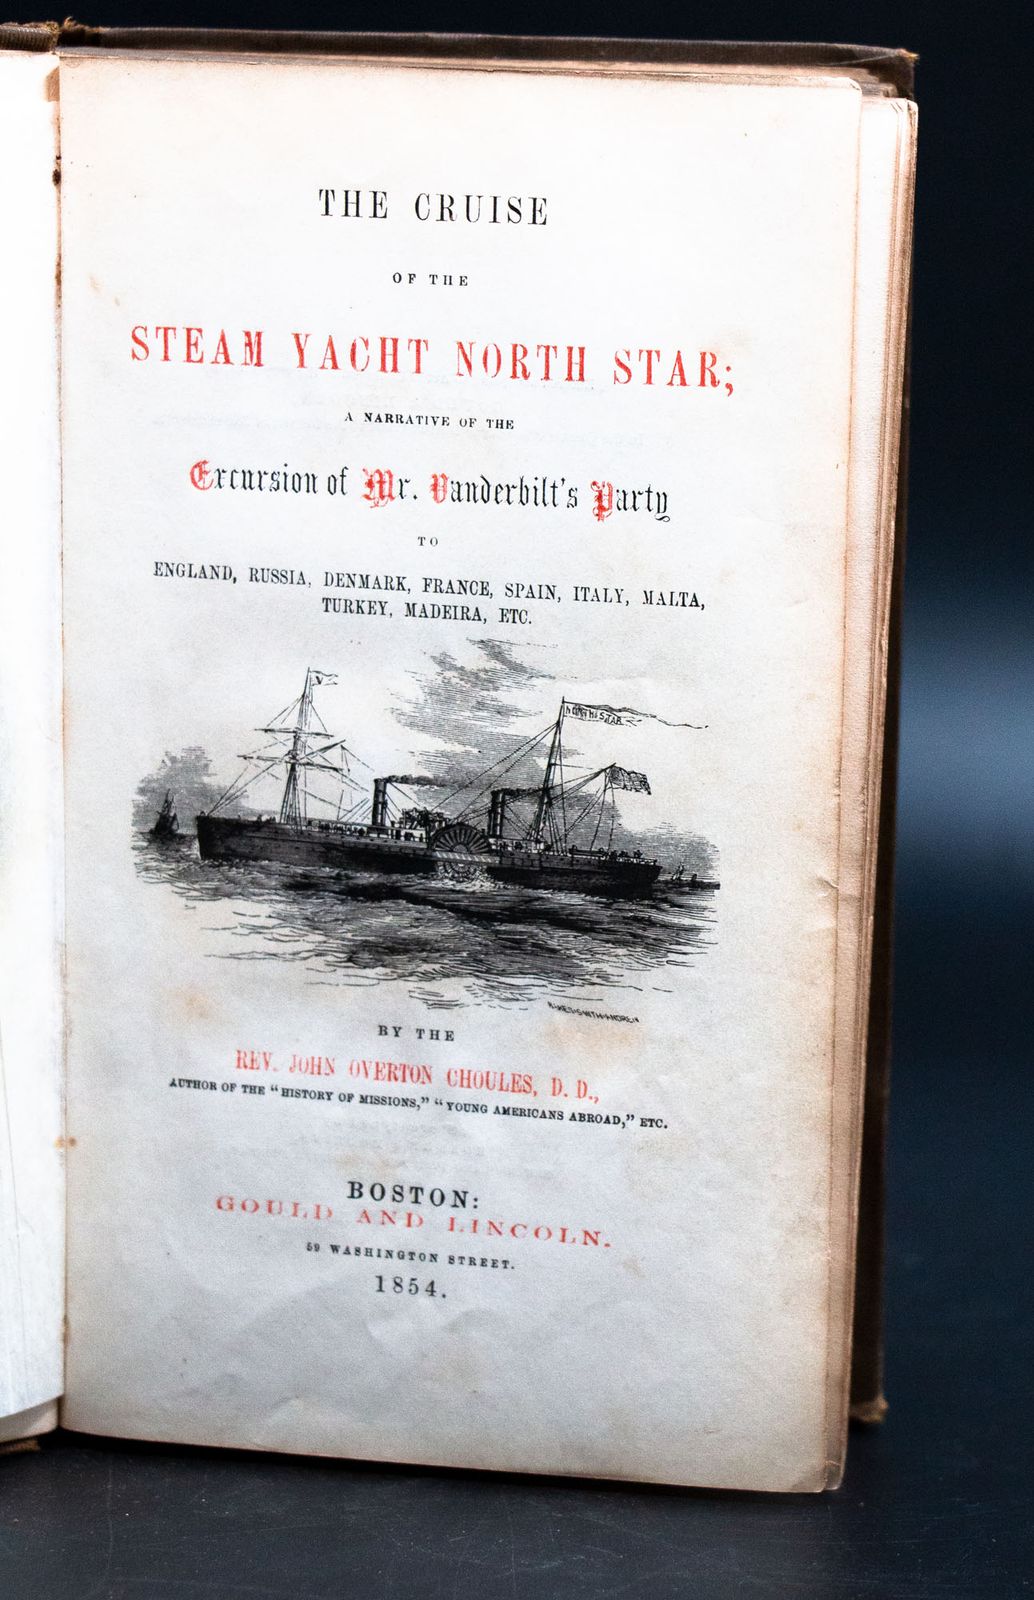 THE CRUISE
OF THE
STEAM YACHT NORTH STAR;
A NARRATIVE OF THE
Excursion of Mr. Vanderbilt's Party
TO
ENGLAND, RUSSIA, DENMARK, FRANCE, SPAIN, ITALY, MALTA,
TURKEY, MADEIRA, ETC.
V
NORTH STAR
BY THE
REV. JOHN OVERTON CHOULES, D. D.,
AUTHOR OF THE "HISTORY OF MISSIONS," "YOUNG AMERICANS ABROAD," ETC.
BOSTON:
GOULD AND LINCOLN.
59 WASHINGTON STREET.
1854.